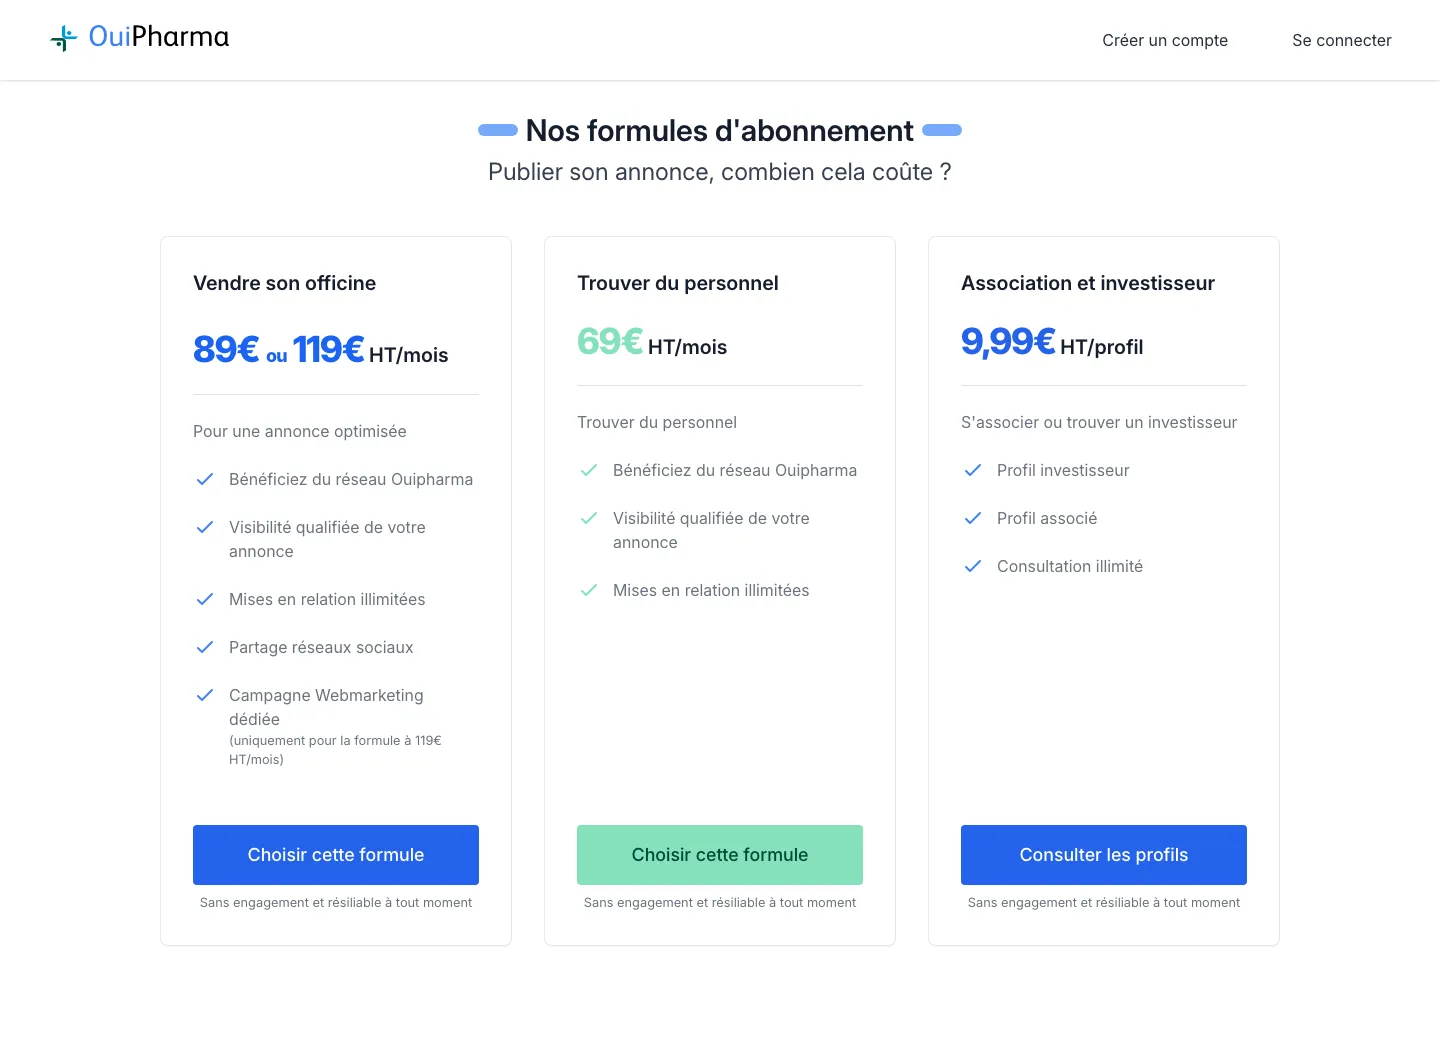 OuiPharma
Créer un compte
Se connecter
Nos formules d'abonnement
Publier son annonce, combien cela coûte ?
Vendre son officine
89€ ou 119€ HT/mois
Pour une annonce optimisée
Bénéficiez du réseau Ouipharma
Visibilité qualifiée de votre
annonce
Mises en relation illimitées
Partage réseaux sociaux
Campagne Webmarketing
dédiée
(uniquement pour la formule à 119€
HT/mois)
Choisir cette formule
Sans engagement et résiliable à tout moment
Trouver du personnel
69€ HT/mois
Trouver du personnel
Bénéficiez du réseau Ouipharma
Visibilité qualifiée de votre
annonce
Mises en relation illimitées
Choisir cette formule
Sans engagement et résiliable à tout moment
Association et investisseur
9,99€ HT/profil
S'associer ou trouver un investisseur
Profil investisseur
Profil associé
Consultation illimité
Consulter les profils
Sans engagement et résiliable à tout moment